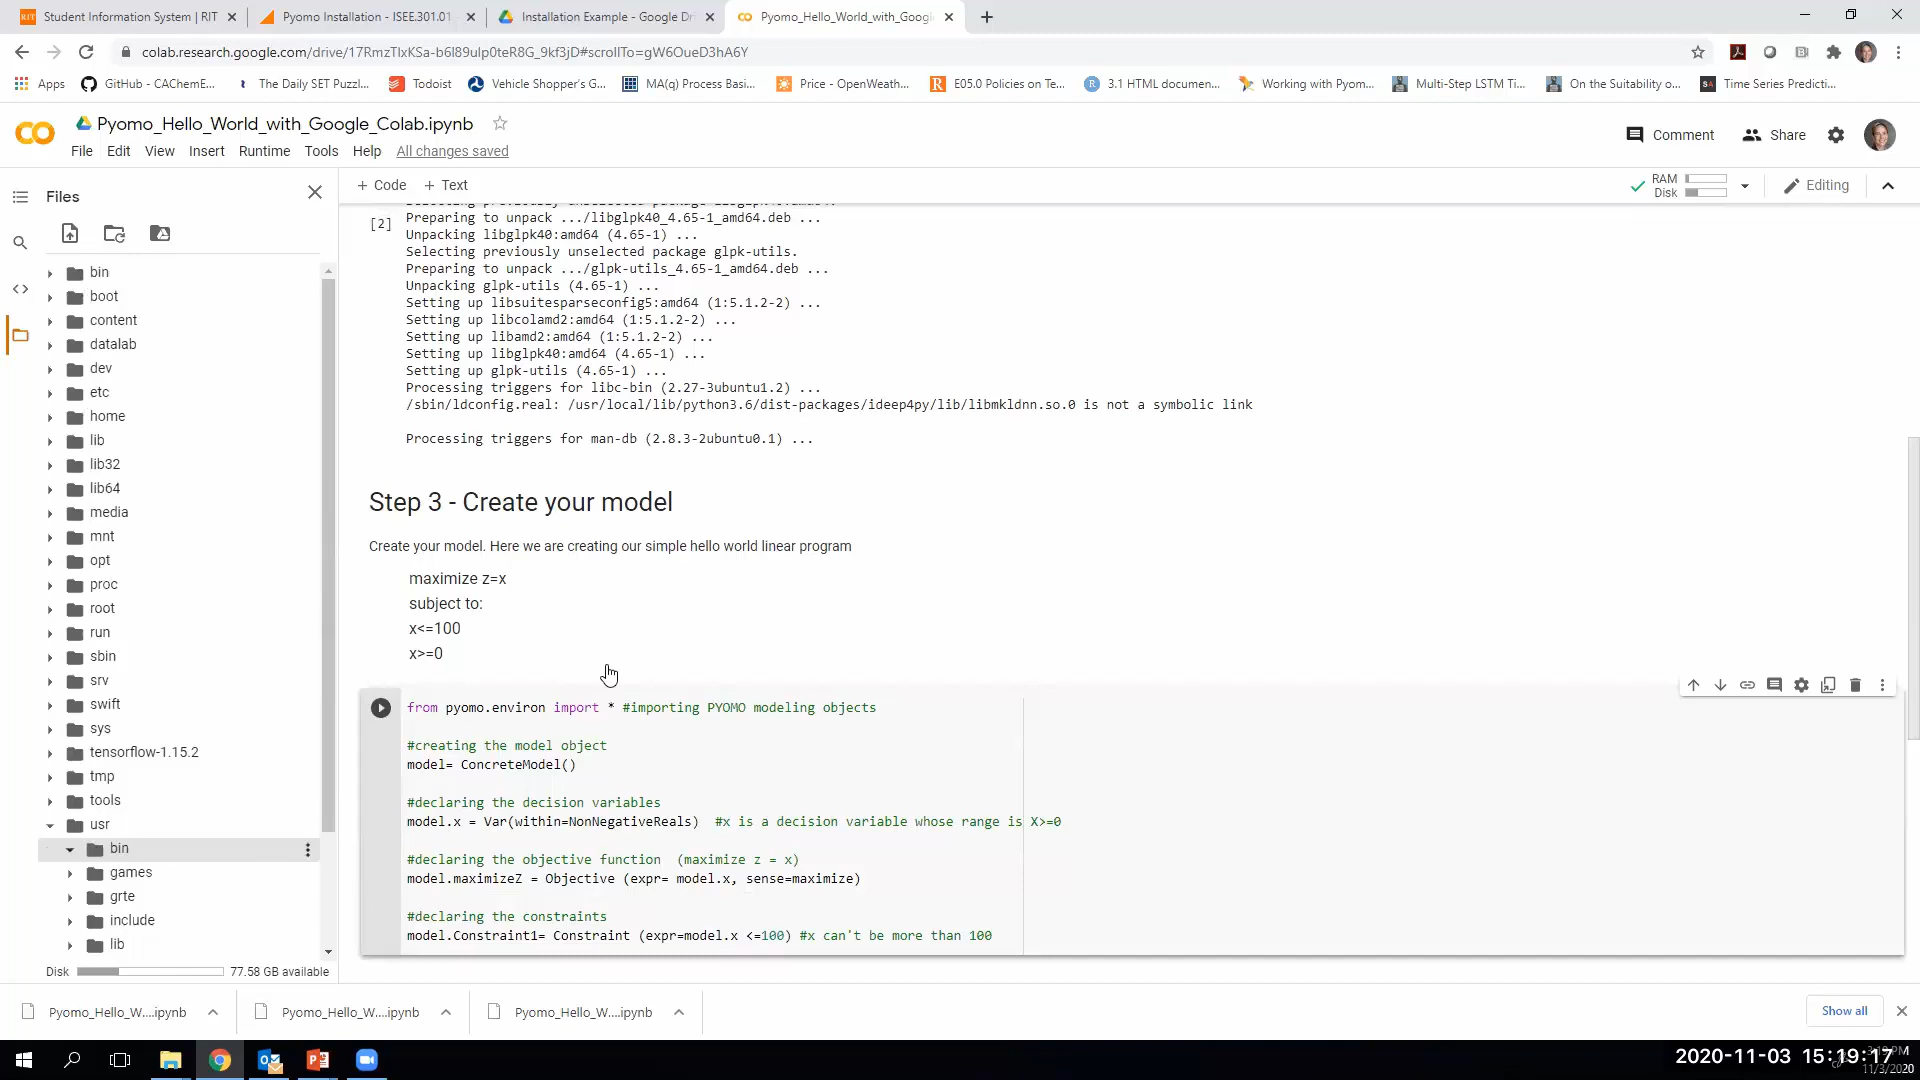 Student Information System | RIT
Pyomo Installation - ISEE.301.01
Installation Example - Google Dr
Pyomo_Hello_World_with_Googl
colab.research.google.com/drive/17RmzTlxKSa-b6l89ulp0teR8G_9kf3jD#scrollTo=gW6OueD3hA6Y
Apps
GitHub - CAChemE...
The Daily SET Puzzl...
Todoist
Vehicle Shopper's G...
MA(q) Process Basi...
Price - OpenWeath...
E05.0 Policies on Te...
3.1 HTML documen...
Working with Pyom...
Multi-Step LSTM Ti...
On the Suitability o...
Time Series Predicti...
Pyomo_Hello_World_with_Google_Colab.ipynb
Comment
Share
File Edit View Insert Runtime Tools Help All changes saved
Files
+ Code + Text
RAM
Disk
Editing
bin
boot
content
datalab
dev
etc
home
lib
lib32
lib64
media
mnt
opt
proc
root
run
sbin
srv
swift
sys
tensorflow-1.15.2
tmp
tools
usr
bin
games
grte
include
lib
Disk 77.58 GB available
[2]
Preparing to unpack .../libglpk40_4.65-1_amd64.deb ...
Unpacking libglpk40:amd64 (4.65-1) ...
Selecting previously unselected package glpk-utils.
Preparing to unpack .../glpk-utils_4.65-1_amd64.deb ...
Unpacking glpk-utils (4.65-1) ...
Setting up libsuitesparseconfig5:amd64 (1:5.1.2-2) ...
Setting up libcolamd2:amd64 (1:5.1.2-2) ...
Setting up libamd2:amd64 (1:5.1.2-2) ...
Setting up libglpk40:amd64 (4.65-1) ...
Setting up glpk-utils (4.65-1) ...
Processing triggers for libc-bin (2.27-3ubuntu1.2) ...
/sbin/ldconfig.real: /usr/local/lib/python3.6/dist-packages/ideep4py/lib/libmkldnn.so.0 is not a symbolic link
Processing triggers for man-db (2.8.3-2ubuntu0.1) ...
Step 3 - Create your model
Create your model. Here we are creating our simple hello world linear program
maximize z=x
subject to:
x<=100
x>=0
from pyomo.environ import * #importing PYOMO modeling objects
#creating the model object
model= ConcreteModel()
#declaring the decision variables
model.x = Var(within=NonNegativeReals) #x is a decision variable whose range is X>=0
#declaring the objective function (maximize z = x)
model.maximizeZ = Objective (expr= model.x, sense=maximize)
#declaring the constraints
model.Constraint1= Constraint (expr=model.x <=100) #x can't be more than 100
Pyomo_Hello_W....ipynb
Pyomo_Hello_W....ipynb
Pyomo_Hello_W....ipynb
Show all
2020-11-03 15:19:17
11/3/2020